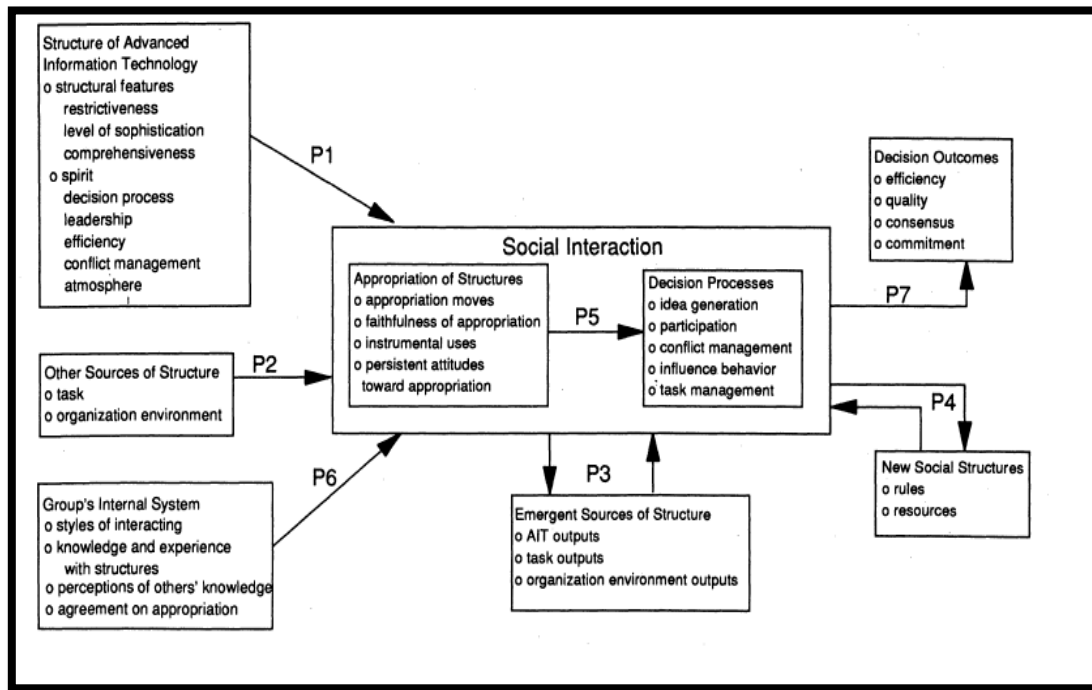 Structure of Advanced
Information Technology
o structural features
restrictiveness
level of sophistication
comprehensiveness
o spirit
decision process
leadership
efficiency
conflict management
atmosphere
P1
Other Sources of Structure
o task
o organization environment
P2
Group's Internal System
o styles of interacting
o knowledge and experience
with structures
o perceptions of others' knowledge
o agreement on appropriation
P6
Social Interaction
Appropriation of Structures
o appropriation moves
o faithfulness of appropriation
o instrumental uses
o persistent attitudes
toward appropriation
P5
Decision Processes
o idea generation
o participation
o conflict management
o influence behavior
o task management
P3
Emergent Sources of Structure
o AIT outputs
o task outputs
o organization environment outputs
Decision Outcomes
o efficiency
o quality
o consensus
o commitment
P7
P4
New Social Structures
o rules
o resources